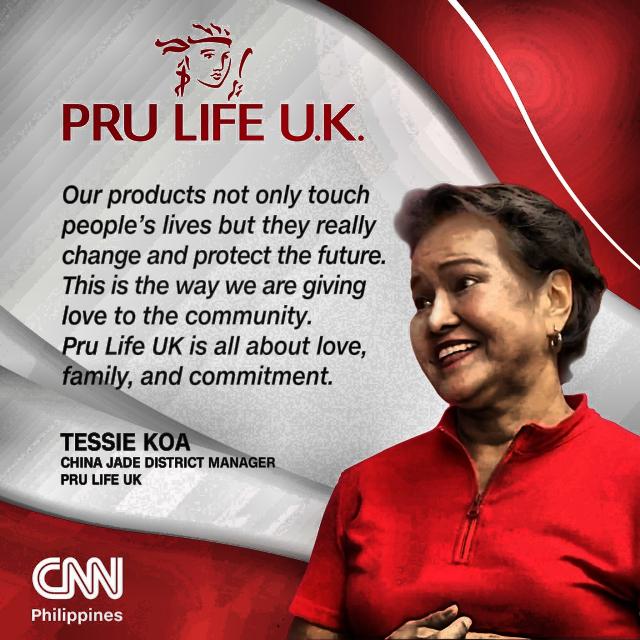 PRU LIFE U.K.
Our products not only touch
people's lives but they really
change and protect the future.
This is the way we are giving
love to the community.
Pru Life UK is all about love,
family, and commitment.
TESSIE KOA
CHINA JADE DISTRICT MANAGER
PRU LIFE UK
CNN
Philippines